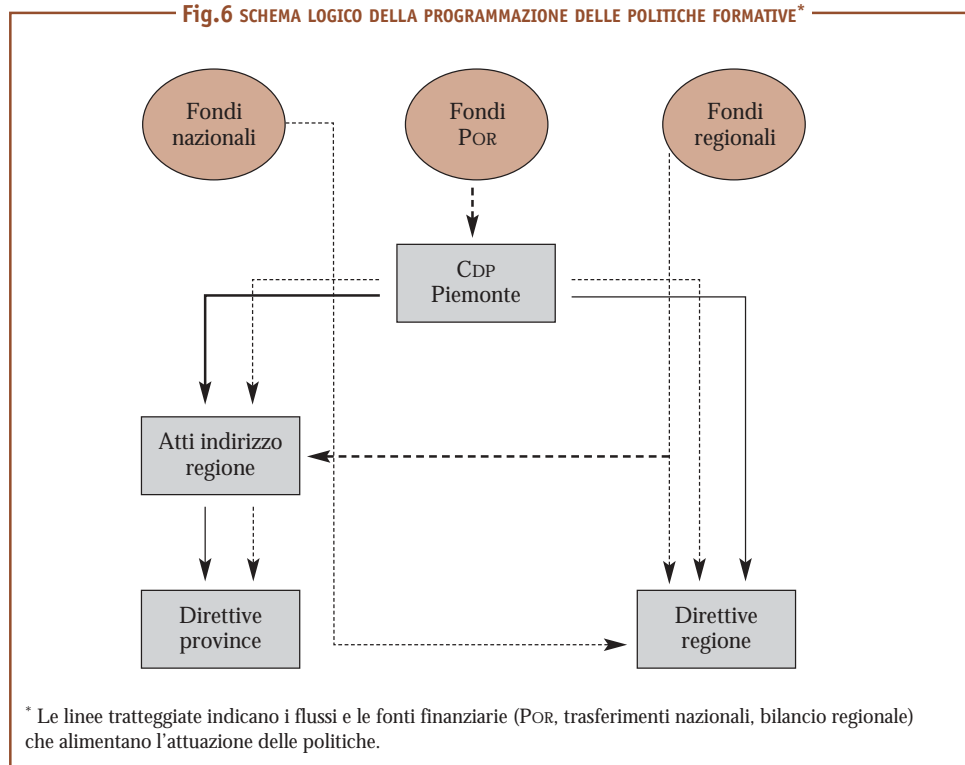 Fig.6 SCHEMA LOGICO DELLA PROGRAMMAZIONE DELLE POLITICHE FORMATIVE*
Fondi
nazionali
Fondi
POR
Fondi
regionali
CDP
Piemonte
Atti indirizzo
regione
Direttive
province
Direttive
regione
* Le linee tratteggiate indicano i flussi e le fonti finanziarie (POR, trasferimenti nazionali, bilancio regionale)
che alimentano l'attuazione delle politiche.